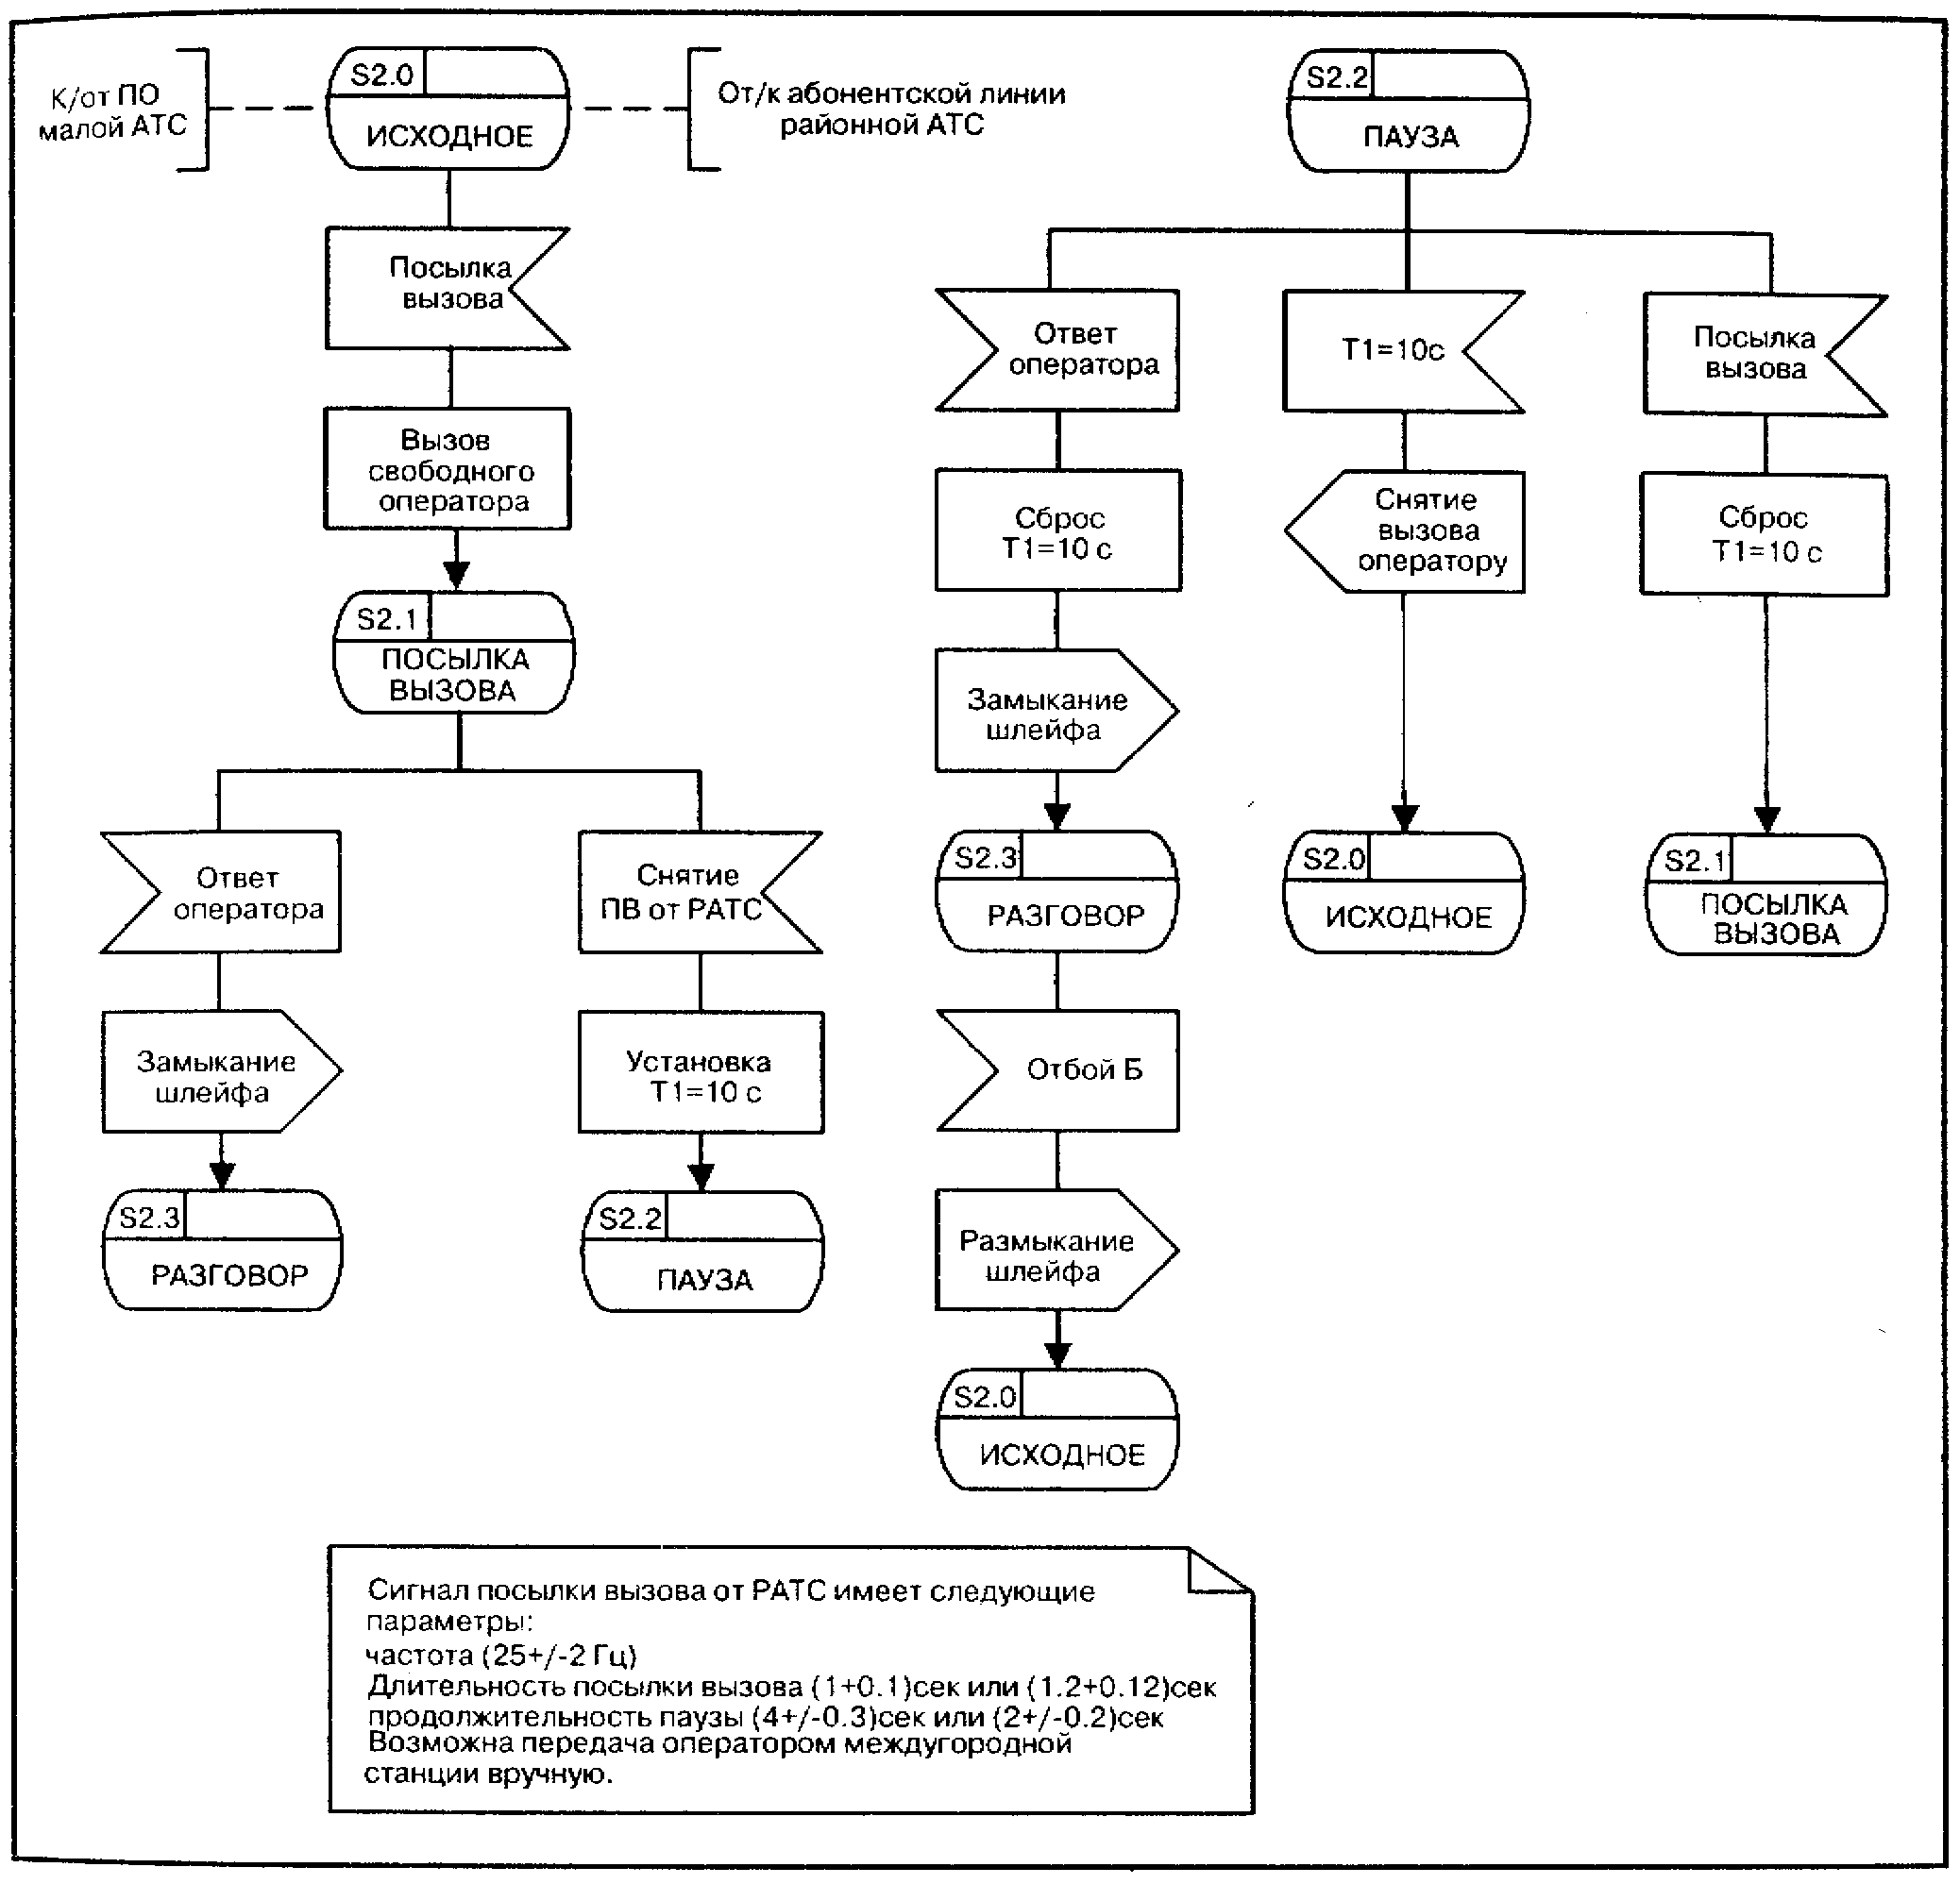 К/от ПО
малой АТС
S2.0
ИСХОДНОЕ
От/к абонентской линии
районной АТС
Посылка
вызова
Вызов
свободного
оператора
S2.1
ПОСЫЛКА
ВЫЗОВА
Ответ
оператора
Замыкание
шлейфа
S2.3
РАЗГОВОР
Снятие
ПВ от РАТС
Установка
Т1=10 с
S2.2
ПАУЗА
S2.2
ПАУЗА
Ответ
оператора
Сброс
Т1=10 с
Замыкание
шлейфа
S2.3
РАЗГОВОР
Отбой Б
Размыкание
шлейфа
S2.0
ИСХОДНОЕ
Т1=10с
Снятие
вызова
оператору
S2.0
ИСХОДНОЕ
Посылка
вызова
Сброс
Т1=10 с
S2.1
ПОСЫЛКА
ВЫЗОВА
Сигнал посылки вызова от РАТС имеет следующие
параметры:
частота (25+/-2 Гц)
Длительность посылки вызова (1+0.1)сек или (1.2+0.12)сек
продолжительность паузы (4+/-0.3)сек или (2+/-0.2)сек
Возможна передача оператором междугородной
станции вручную.